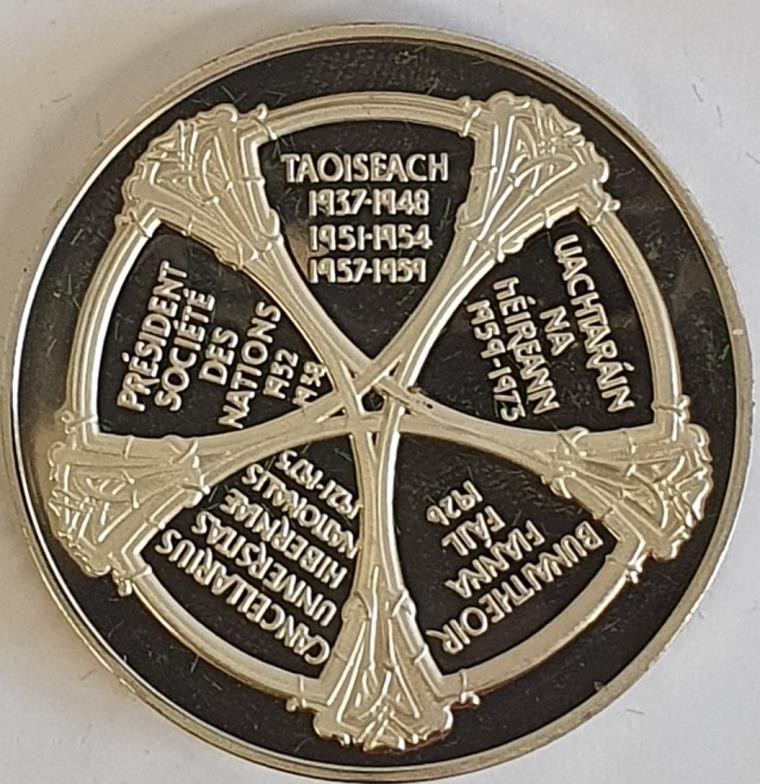 TAOISEACH
1937-1948
1951-1954
1957-1959
UACHTARÁIN
NA
hÉIREANN
1959-1973
BUNAITHEOIR
FIANNA
FÁIL
1926
CANCELLARIUS
UNIVERSITAS
HIBERNIAE
NATIONALIS
1921-1975
PRÉSIDENT
SOCIÉTÉ
DES
NATIONS
1932
1938